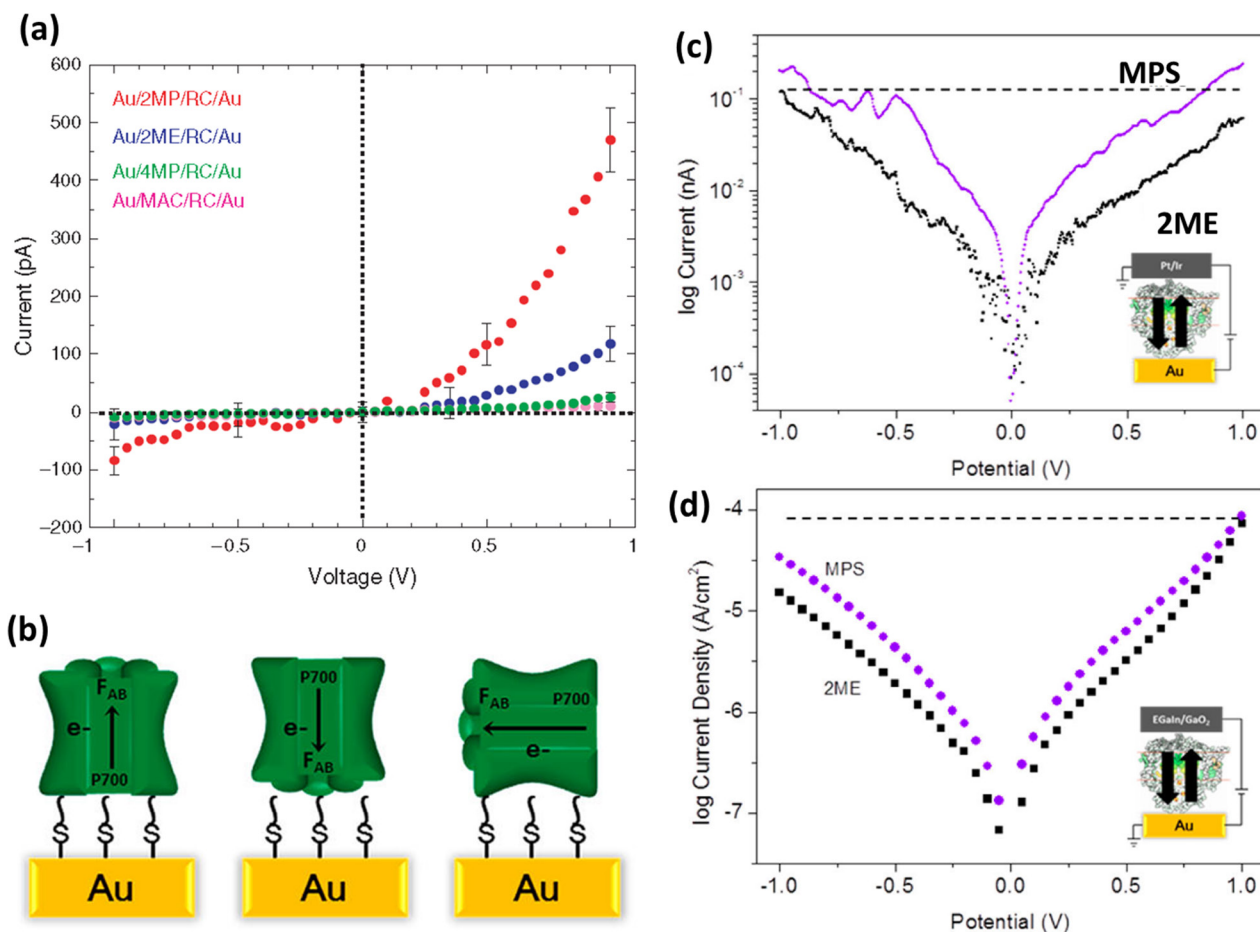 (a)
600
500
400
300
200
100
0
−100
−200
Current (pA)
Au/2MP/RC/Au
Au/2ME/RC/Au
Au/4MP/RC/Au
Au/MAC/RC/Au
−1
−0.5
0
0.5
1
Voltage (V)
(b)
F_AB
e-
P700
S S S
Au
P700
e-
F_AB
S S S
Au
F_AB
P700
e-
S S S
Au
(c)
10⁻¹
10⁻²
10⁻³
10⁻⁴
log Current (nA)
MPS
2ME
Pt/Ir
Au
-1.0 -0.5 0.0 0.5 1.0
Potential (V)
(d)
-4
-5
-6
-7
log Current Density (A/cm²)
MPS
2ME
EGaIn/GaO₂
Au
-1.0 -0.5 0.0 0.5 1.0
Potential (V)